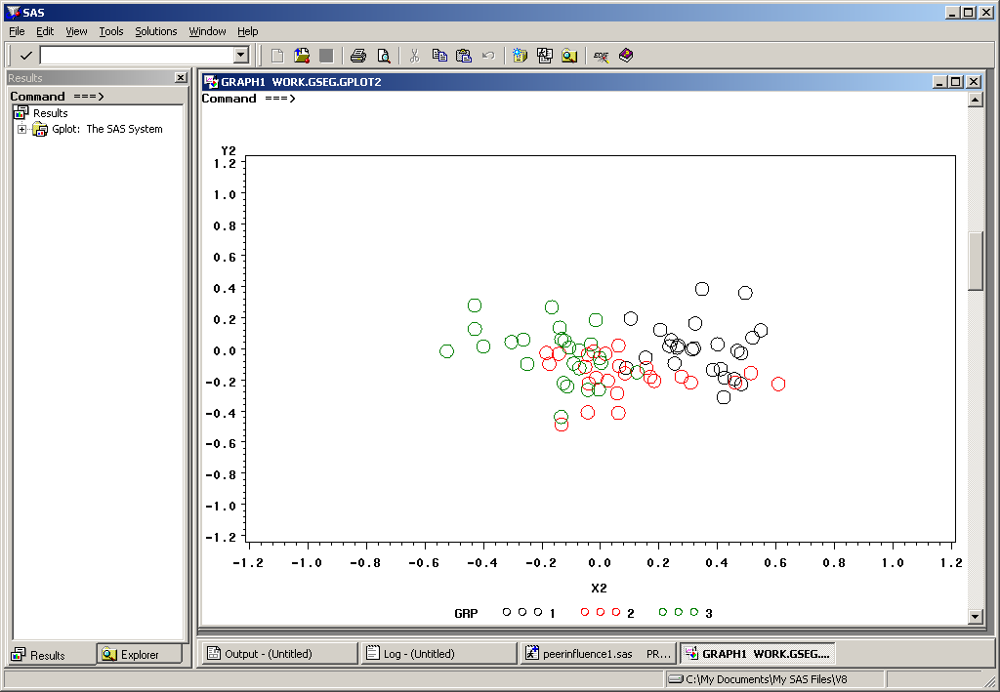 SAS
File Edit View Tools Solutions Window Help
Results
Command ===>
Results
Gplot: The SAS System
GRAPH1 WORK.GSEG.GPLOT2
Command ===>
Y2
1.2
1.0
0.8
0.6
0.4
0.2
0.0
-0.2
-0.4
-0.6
-0.8
-1.0
-1.2
-1.2 -1.0 -0.8 -0.6 -0.4 -0.2 0.0 0.2 0.4 0.6 0.8 1.0 1.2
X2
GRP 1 2 3
Results Explorer
Output - (Untitled) Log - (Untitled) peerinfluence1.sas PR... GRAPH1 WORK.GSEG....
C:\My Documents\My SAS Files\V8